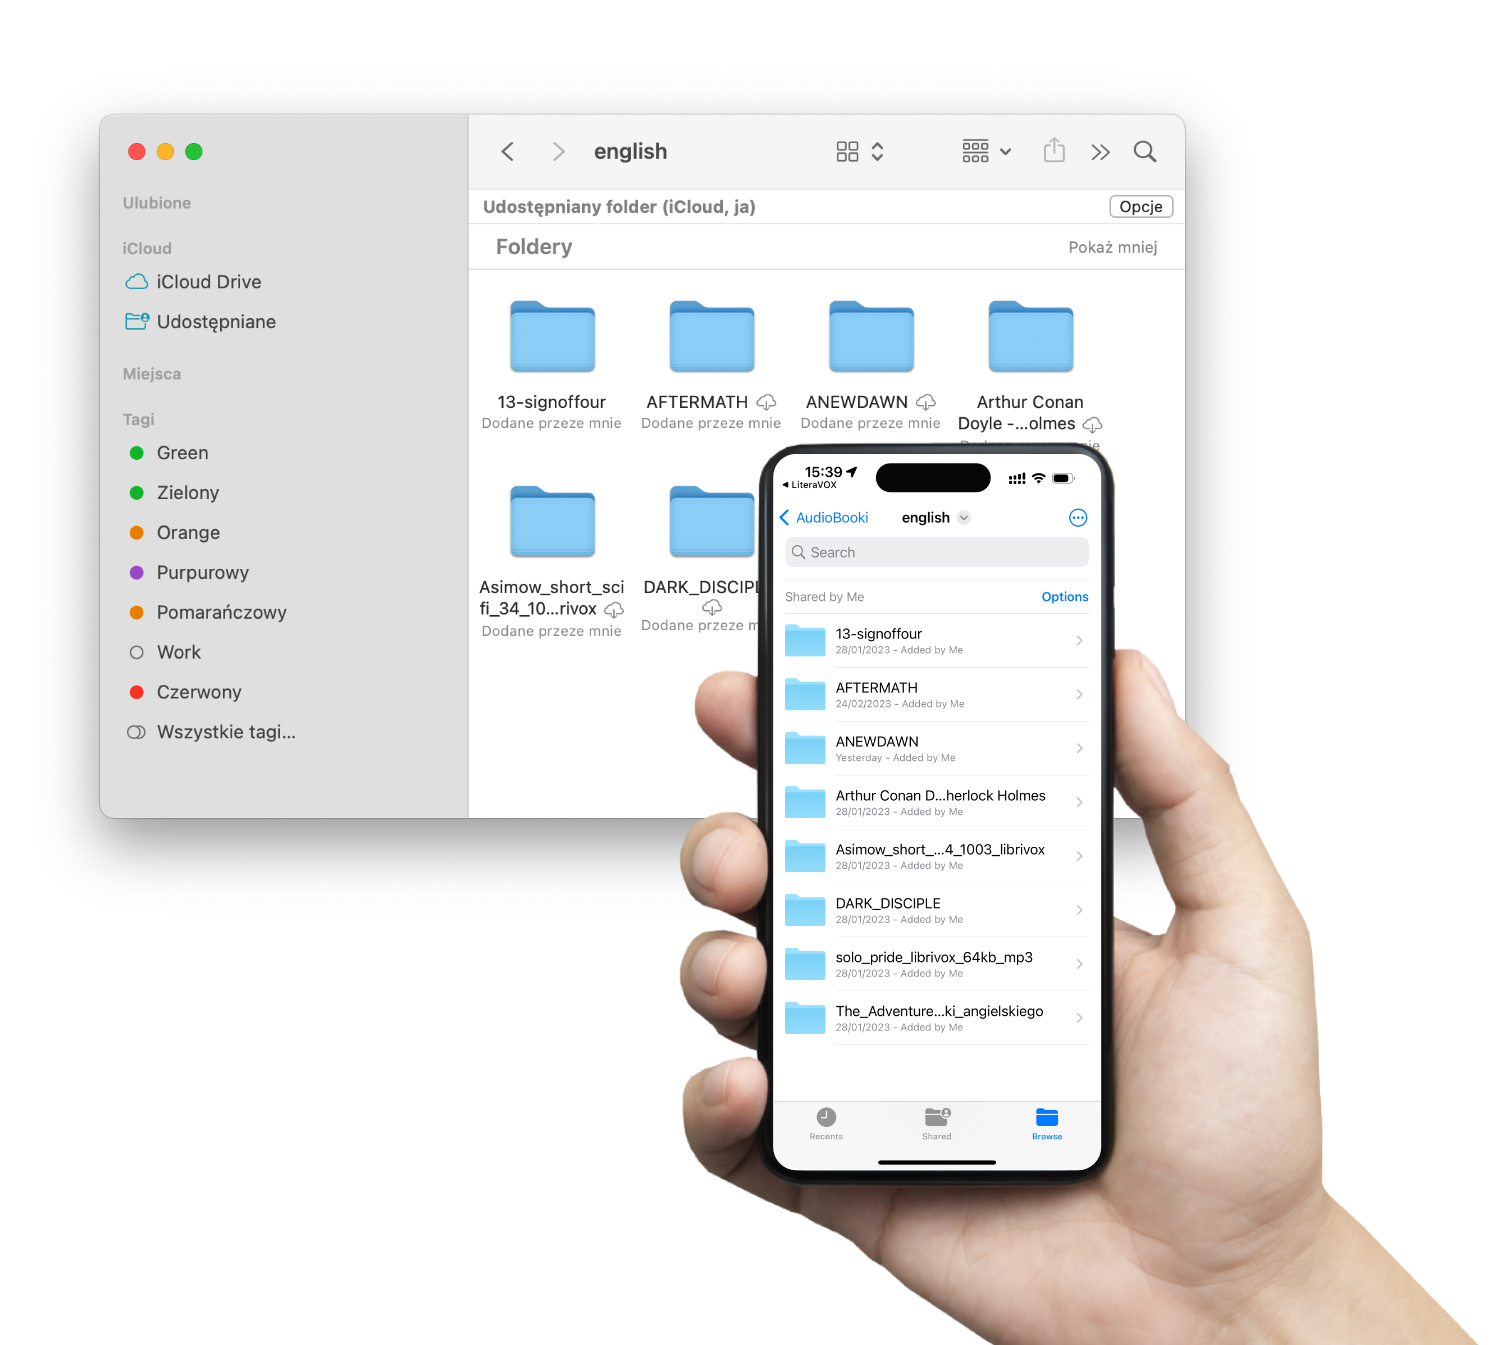 Ulubione
iCloud
iCloud Drive
Udostępniane
Miejsca
Tagi
Green
Zielony
Orange
Purpurowy
Pomarańczowy
Work
Czerwony
Wszystkie tagi...
english
Udostępniany folder (iCloud, ja)
Opcje
Foldery
Pokaż mniej
13-signoffour
Dodane przeze mnie
AFTERMATH
Dodane przeze mnie
ANEWDAWN
Dodane przeze mnie
Arthur Conan
Doyle -...olmes
Asimow_short_sci
fi_34_10...rivox
Dodane przeze mnie
DARK_DISCIPL
Dodane przeze
15:39
LiteraVOX
AudioBooki
english
Search
Shared by Me
Options
13-signoffour
28/01/2023 - Added by Me
AFTERMATH
24/02/2023 - Added by Me
ANEWDAWN
Yesterday - Added by Me
Arthur Conan D...herlock Holmes
28/01/2023 - Added by Me
Asimow_short_...4_1003_librivox
28/01/2023 - Added by Me
DARK_DISCIPLE
28/01/2023 - Added by Me
solo_pride_librivox_64kb_mp3
28/01/2023 - Added by Me
The_Adventure...ki_angielskiego
28/01/2023 - Added by Me
Recents
Shared
Browse